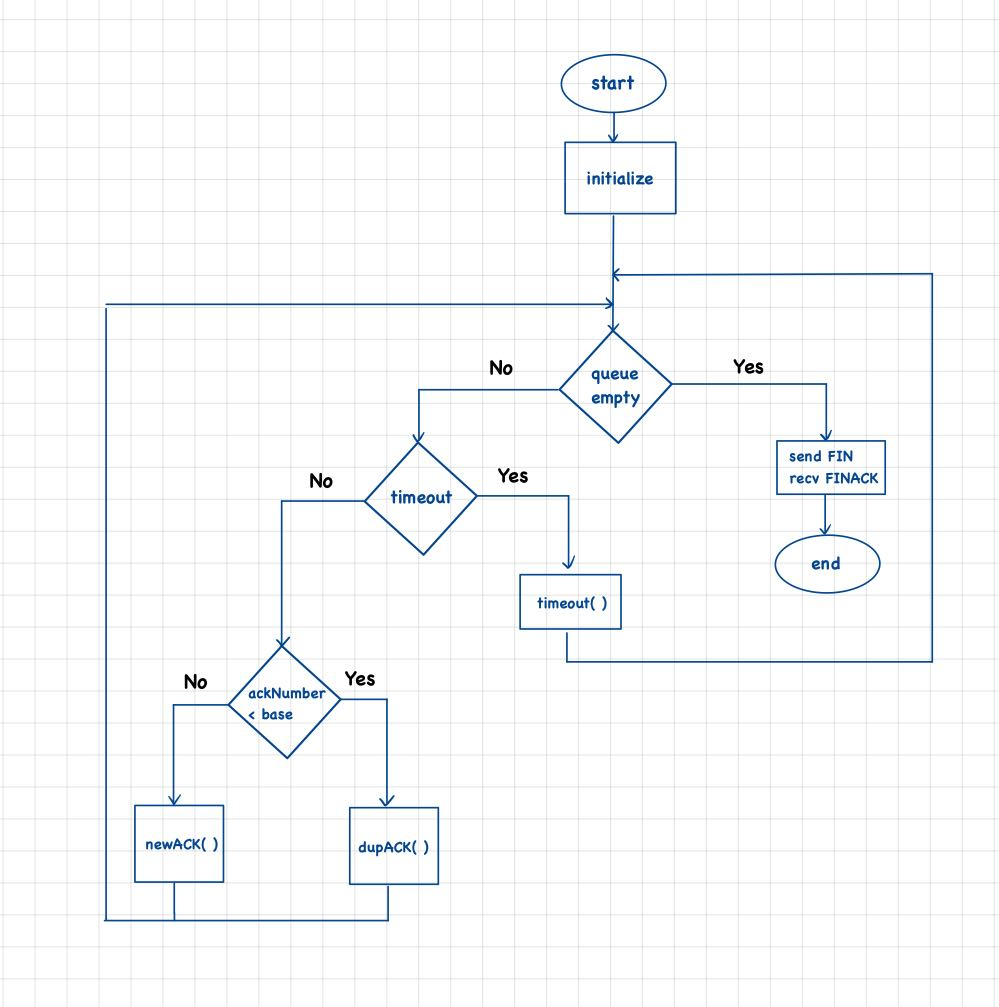 start
initialize
queue
empty
No
Yes
send FIN
recv FINACK
end
timeout
No
Yes
timeout( )
ackNumber
< base
No
Yes
newACK( )
dupACK( )